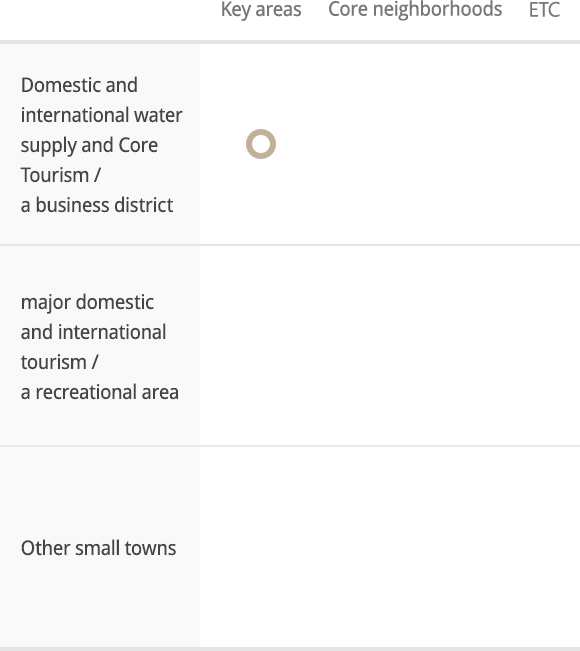 Key areas Core neighborhoods ETC
Domestic and
international water
supply and Core
Tourism /
a business district
major domestic
and international
tourism /
a recreational area
Other small towns